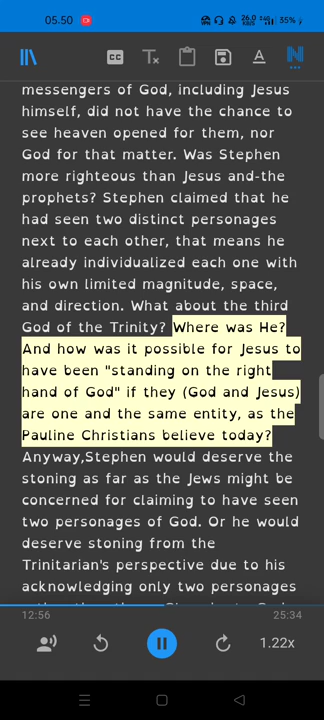 05.50
26.0 KB/S
35%
CC
messengers of God, including Jesus
himself, did not have the chance to
see heaven opened for them, nor
God for that matter. Was Stephen
more righteous than Jesus and-the
prophets? Stephen claimed that he
had seen two distinct personages
next to each other, that means he
already individualized each one with
his own limited magnitude, space,
and direction. What about the third
God of the Trinity? Where was He?
And how was it possible for Jesus to
have been "standing on the right
hand of God" if they (God and Jesus)
are one and the same entity, as the
Pauline Christians believe today?
Anyway,Stephen would deserve the
stoning as far as the Jews might be
concerned for claiming to have seen
two personages of God. Or he would
deserve stoning from the
Trinitarian's perspective due to his
acknowledging only two personages
12:56
25:34
1.22x